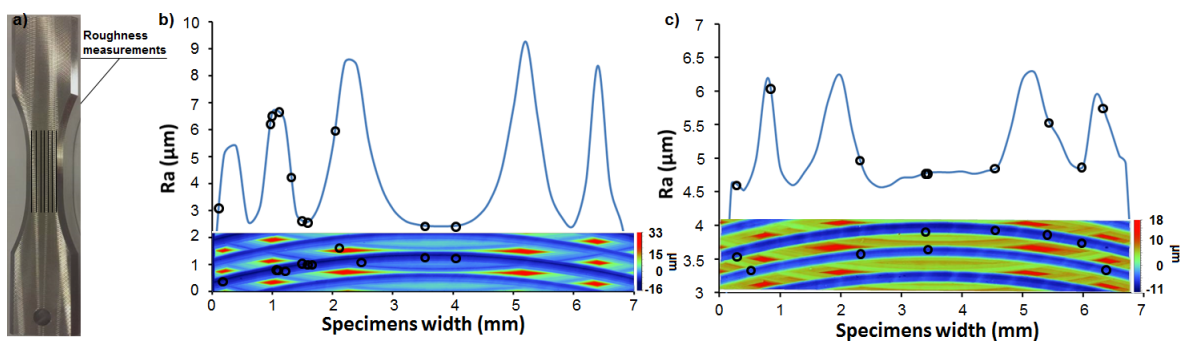 a)
Roughness
measurements
b)
Ra (µm)
10
9
8
7
6
5
4
3
2
1
0
0 1 2 3 4 5 6 7
Specimens width (mm)
33
15
0
-16
µm
c)
Ra (µm)
7
6.5
6
5.5
5
4.5
4
3.5
3
0 1 2 3 4 5 6 7
Specimens width (mm)
18
10
0
-11
µm